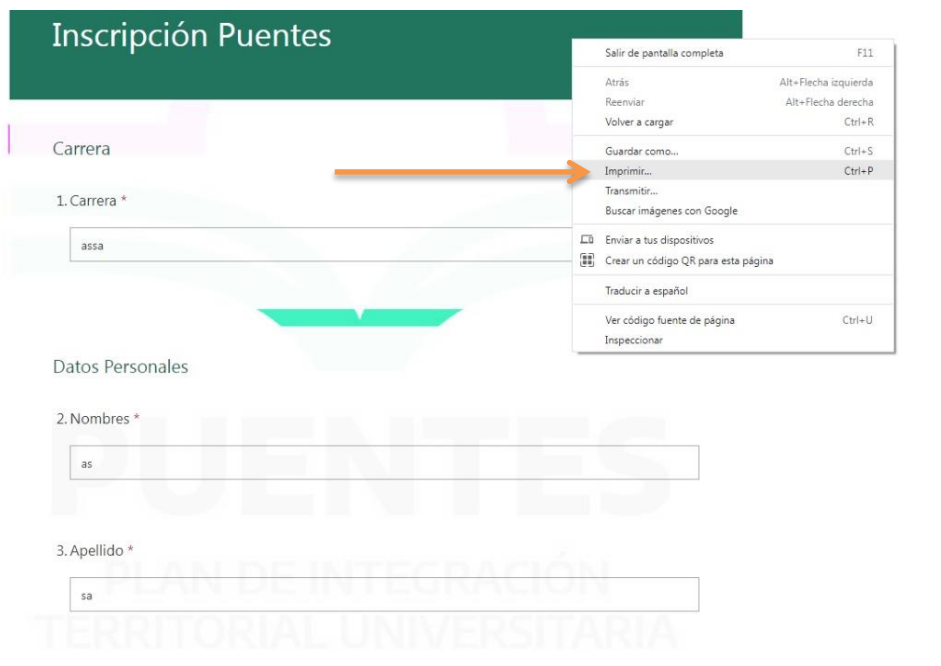 Inscripción Puentes
Salir de pantalla completa F11
Atrás Alt+Flecha izquierda
Reenviar Alt+Flecha derecha
Volver a cargar Ctrl+R
Guardar como... Ctrl+S
Imprimir... Ctrl+P
Transmitir...
Buscar imágenes con Google
Enviar a tus dispositivos
Crear un código QR para esta página
Traducir a español
Ver código fuente de página Ctrl+U
Inspeccionar
Carrera
1. Carrera *
assa
Datos Personales
2. Nombres *
as
3. Apellido *
sa
PUENTES
PLAN DE INTEGRACIÓN
TERRITORIAL UNIVERSITARIA